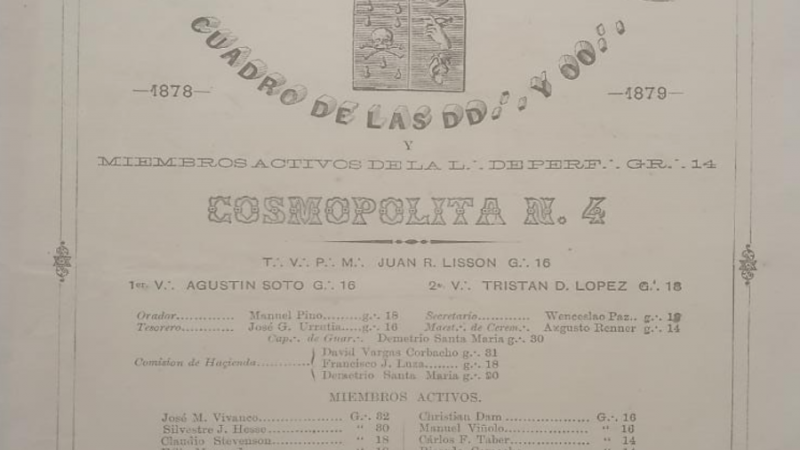 CUADRO DE LAS DD∴ Y OO∴
—1878—
—1879—
Y
MIEMBROS ACTIVOS DE LA L∴ DE PERF∴ GR∴ 14
COSMOPOLITA N. 4
T∴ V∴ P∴ M∴ JUAN R. LISSON G∴ 16
1er. V∴ AGUSTIN SOTO G∴ 16
2o. V∴ TRISTAN D. LOPEZ G∴ 18
Orador............ Manuel Pino......g∴ 18
Secretario............ Wenceslao Paz.. g∴
Tesorero............ José G. Urrutia...g∴ 16
Maest∴ de Cerem∴ Augusto Renner g∴ 14
Cap∴ de Guar∴ Demetrio Santa Maria g∴ 30
Comision de Haçienda............
David Vargas Corbacho g∴ 31
Francisco J. Luza........ g∴ 18
Demetrio Santa Maria g∴
MIEMBROS ACTIVOS.
José M. Vivanco.................. G∴ 32
Christian Dam.................. G∴ 16
Silvestre J. Hesse.................. " 30
Manuel Viñolo.................. " 16
Claudio Stevenson.................. " 18
Cárlos F. Taber.................. " 14